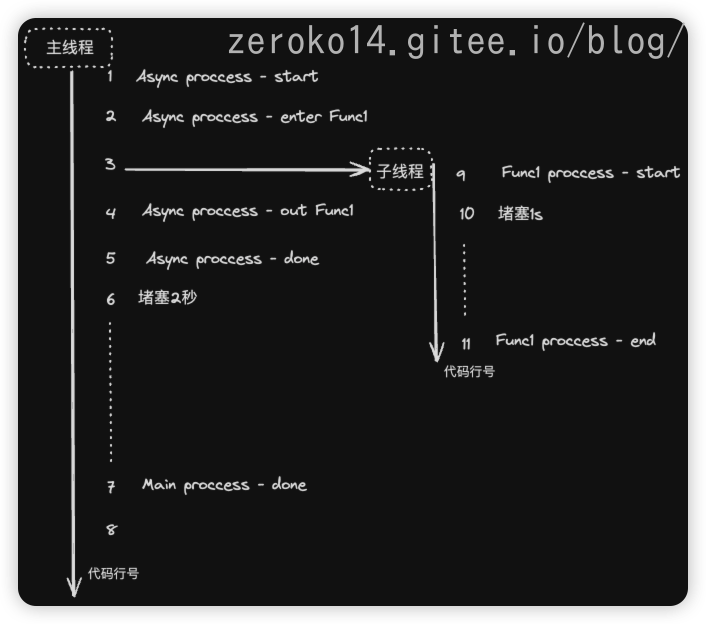 zeroko14.gitee.io/blog/
主线程
1 Async proccess - start
2 Async proccess - enter Func1
3
子线程
9 Func1 proccess - start
4 Async proccess - out Func1
10 堵塞1s
5 Async proccess - done
6 堵塞2秒
11 Func1 proccess - end
代码行号
7 Main proccess - done
8
代码行号